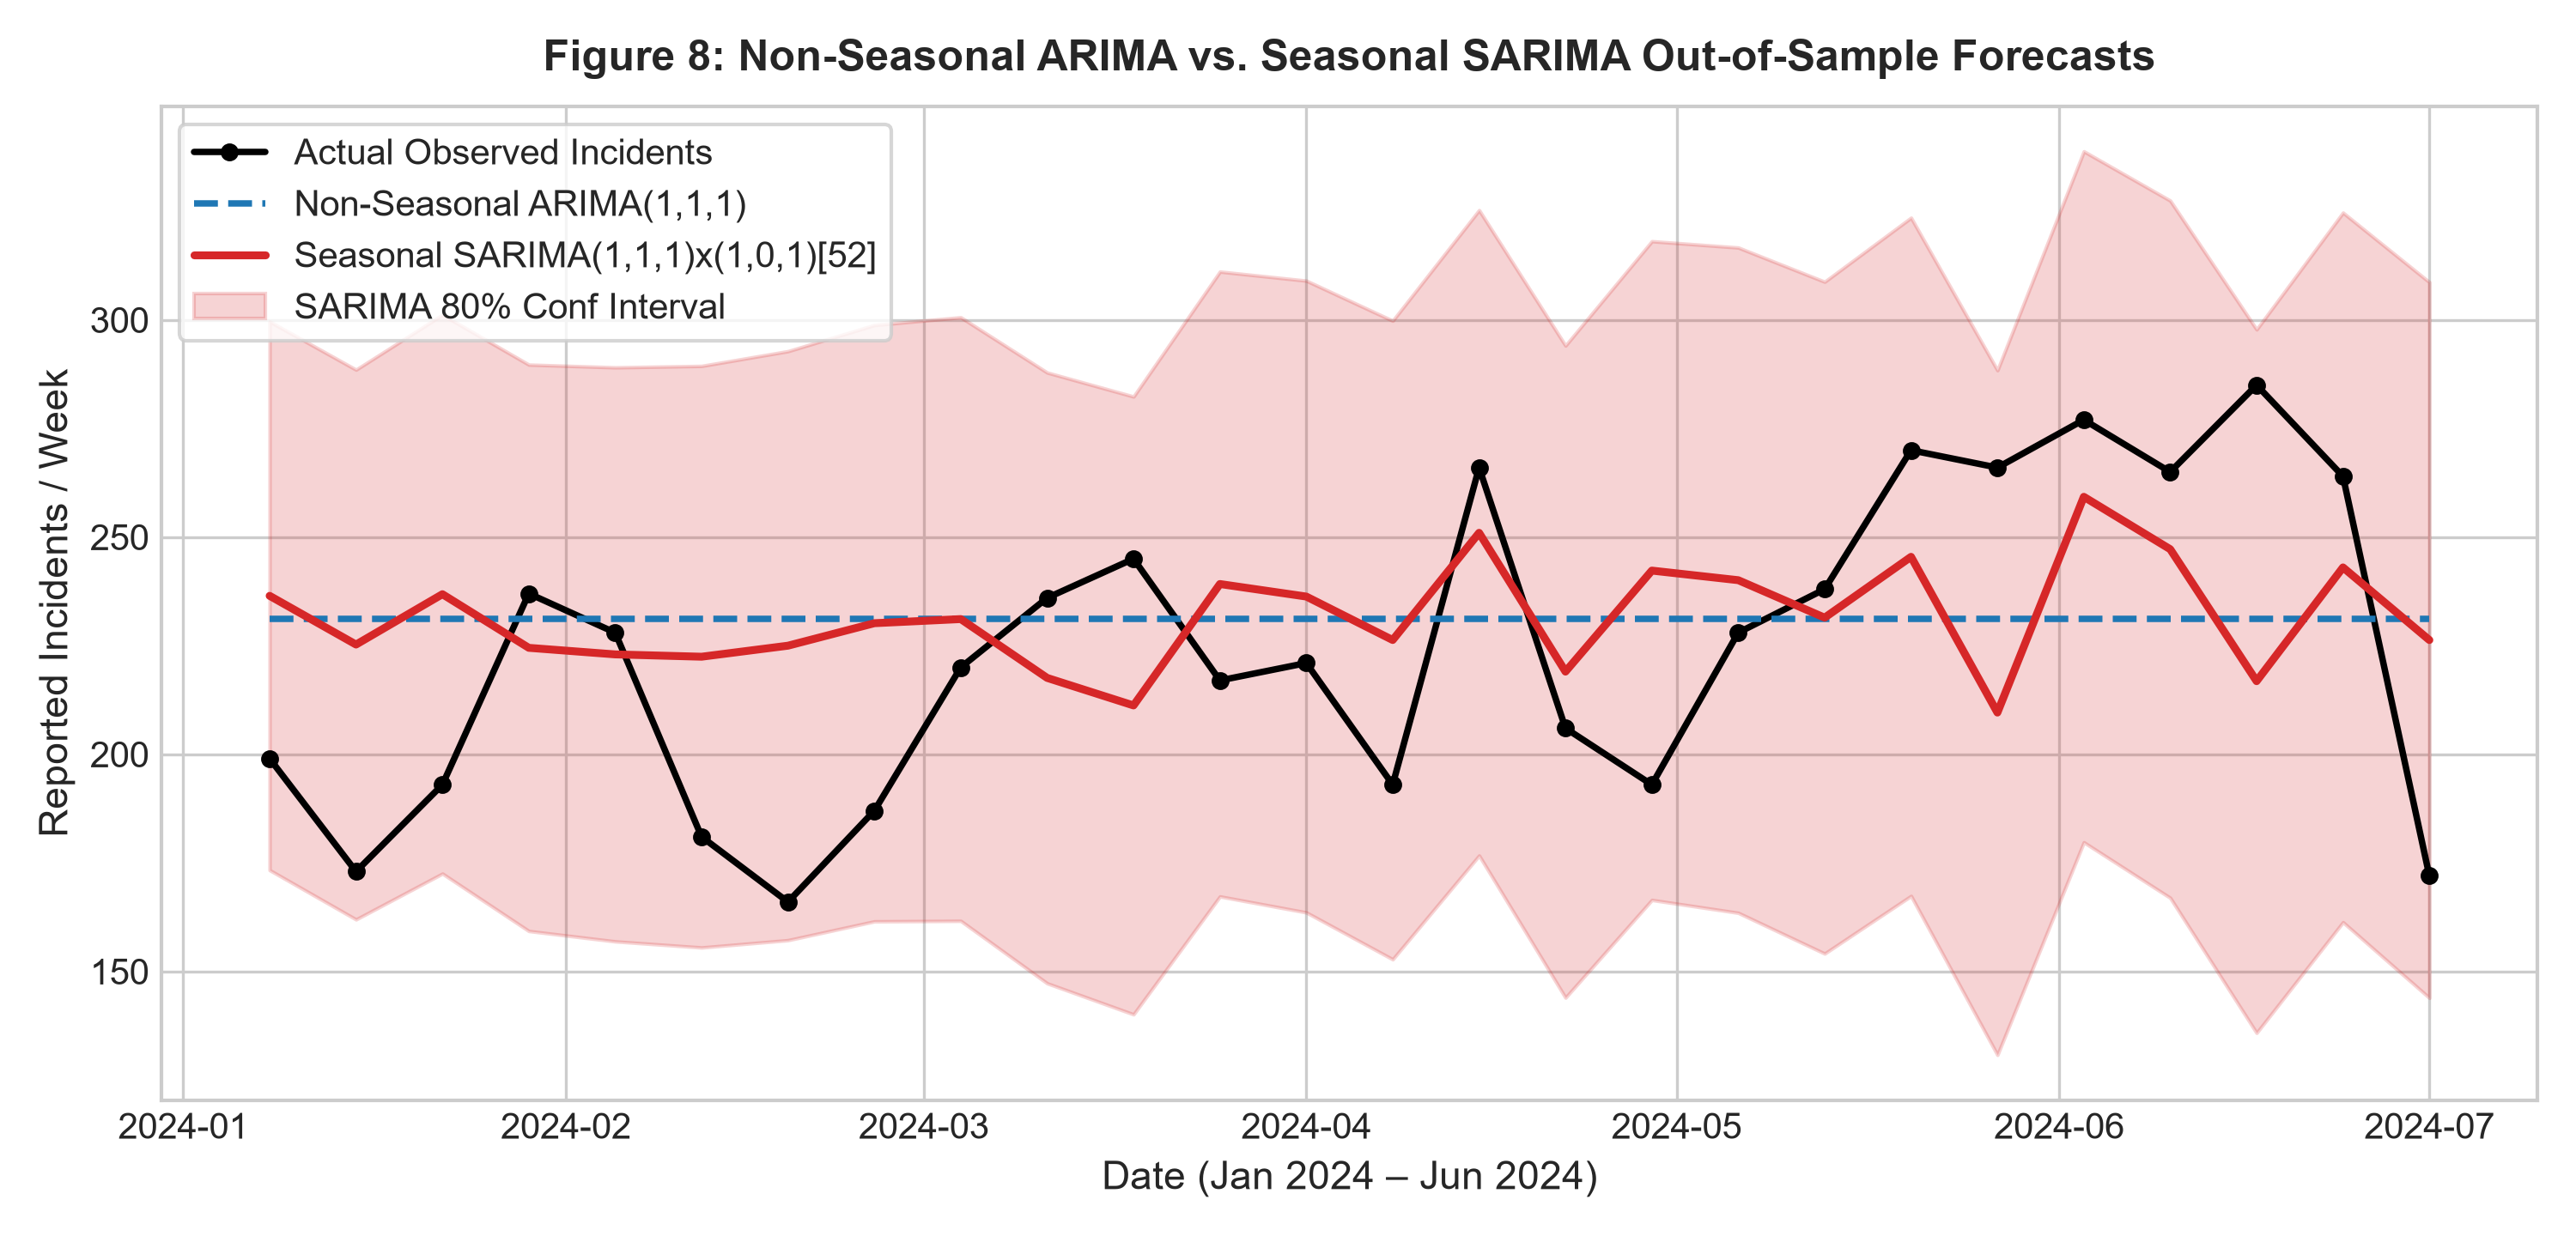 Figure 8: Non-Seasonal ARIMA vs. Seasonal SARIMA Out-of-Sample Forecasts
Actual Observed Incidents
Non-Seasonal ARIMA(1,1,1)
Seasonal SARIMA(1,1,1)x(1,0,1)[52]
SARIMA 80% Conf Interval
Reported Incidents / Week
300
250
200
150
2024-01
2024-02
2024-03
2024-04
2024-05
2024-06
2024-07
Date (Jan 2024 – Jun 2024)